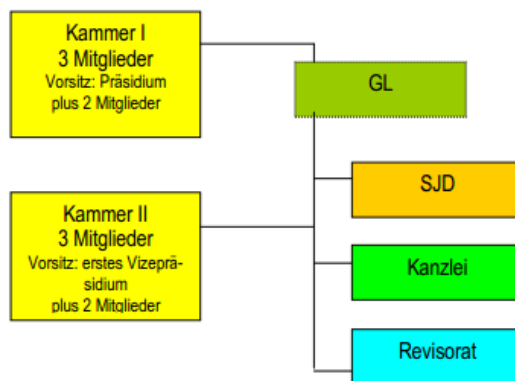 Kammer I
3 Mitglieder
Vorsitz: Präsidium
plus 2 Mitglieder
GL
SJD
Kammer II
3 Mitglieder
Vorsitz: erstes Vizeprä-
sidium
plus 2 Mitglieder
Kanzlei
Revisorat